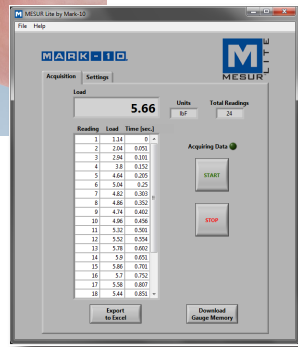 MESUR Lite by Mark-10
File Help
MARK-10
M
MESUR
LITE
Acquisition Settings
Load
5.66
Units
lbF
Total Readings
24
Reading Load Time (sec.)
1 1.14 0
2 2.04 0.051
3 2.94 0.101
4 3.8 0.152
5 4.64 0.205
6 5.04 0.25
7 4.82 0.303
8 4.86 0.352
9 4.74 0.402
10 4.96 0.456
11 5.32 0.501
12 5.52 0.554
13 5.78 0.602
14 5.9 0.651
15 5.86 0.701
16 5.7 0.752
17 5.58 0.807
18 5.44 0.851
Acquiring Data
START
STOP
Export
to Excel
Download
Gauge Memory